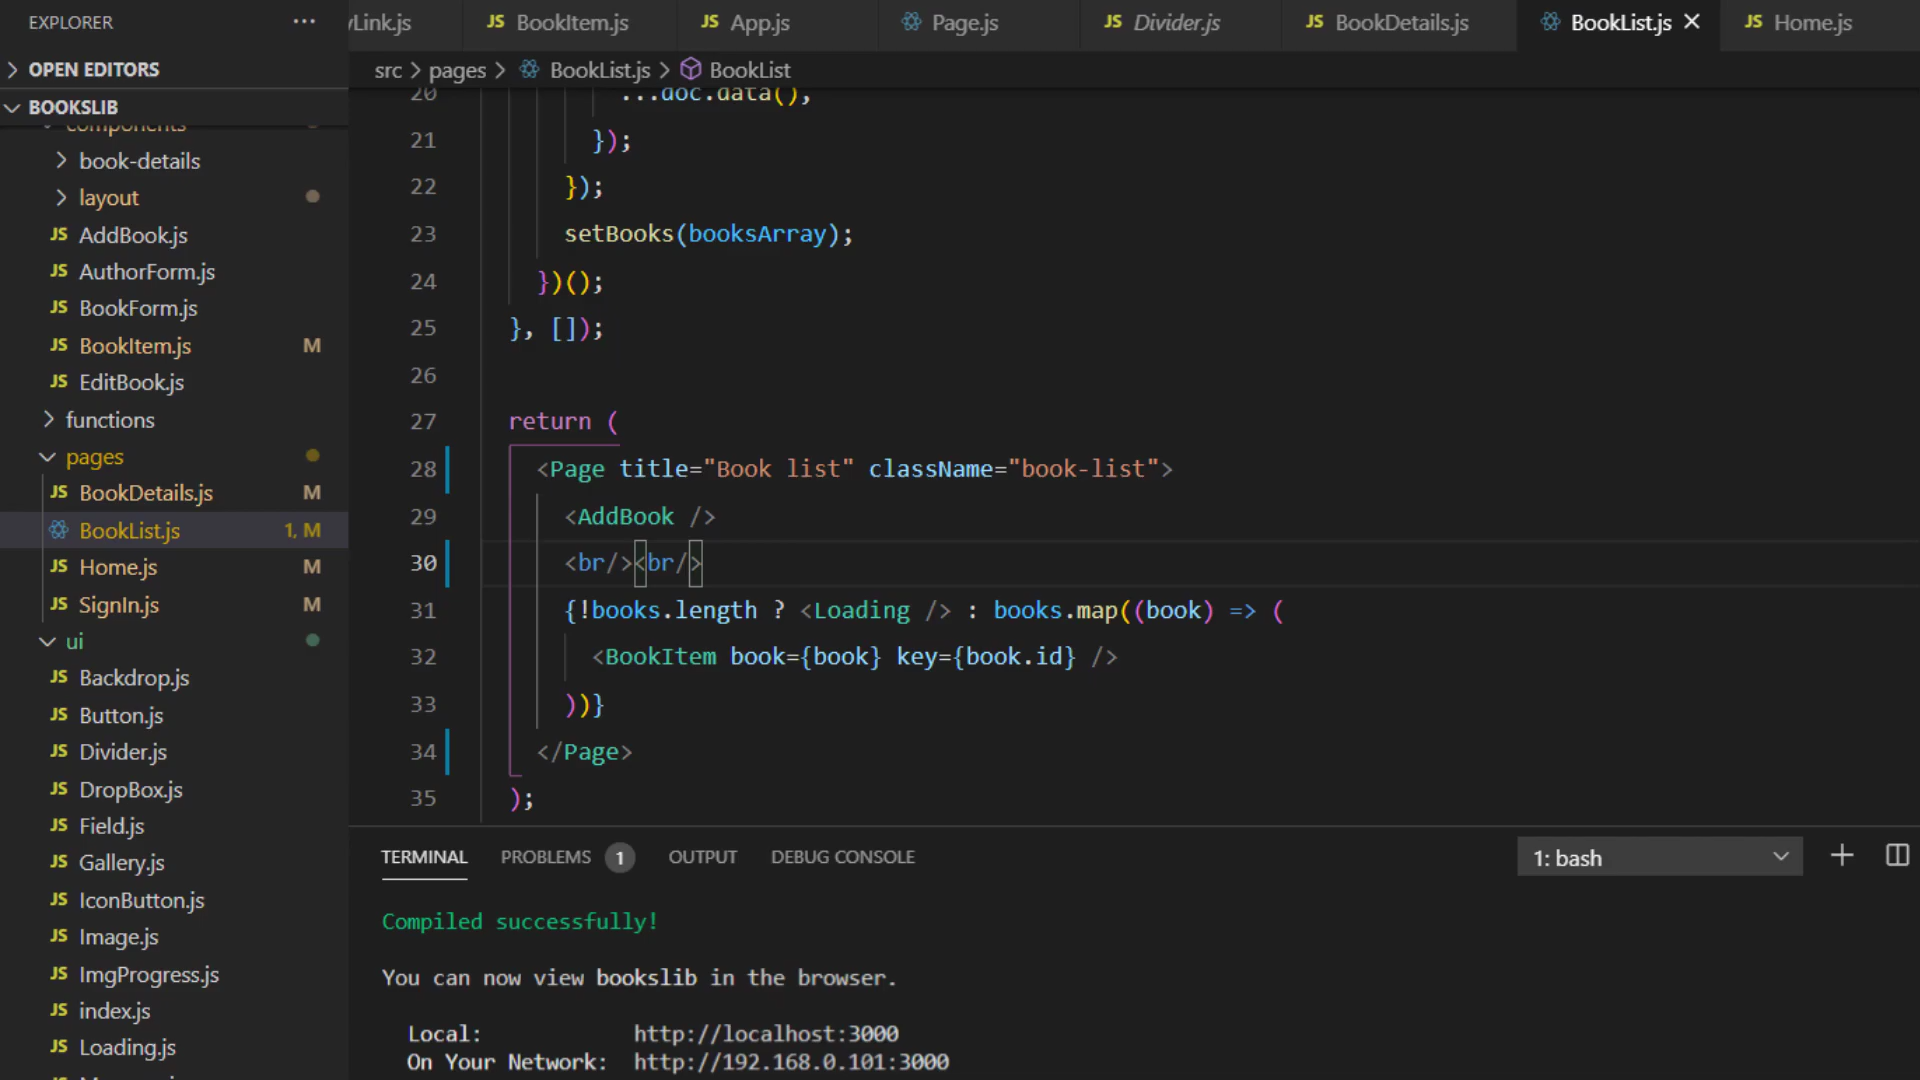 EXPLORER
···
OPEN EDITORS
BOOKSLIB
components
book-details
layout
JS AddBook.js
JS AuthorForm.js
JS BookForm.js
JS BookItem.js M
JS EditBook.js
functions
pages
JS BookDetails.js M
BookList.js 1, M
JS Home.js M
JS SignIn.js M
ui
JS Backdrop.js
JS Button.js
JS Divider.js
JS DropBox.js
JS Field.js
JS Gallery.js
JS IconButton.js
JS Image.js
JS ImgProgress.js
JS index.js
JS Loading.js
yLink.js JS BookItem.js JS App.js Page.js JS Divider.js JS BookDetails.js BookList.js JS Home.js
src > pages > BookList.js > BookList
20 ...doc.data(),
21 });
22 });
23 setBooks(booksArray);
24 })();
25 }, []);
26
27 return (
28 <Page title="Book list" className="book-list">
29 <AddBook />
30 <br/><br/>
31 {!books.length ? <Loading /> : books.map((book) => (
32 <BookItem book={book} key={book.id} />
33 ))}
34 </Page>
35 );
TERMINAL PROBLEMS 1 OUTPUT DEBUG CONSOLE 1: bash
Compiled successfully!
You can now view bookslib in the browser.
Local: http://localhost:3000
On Your Network: http://192.168.0.101:3000